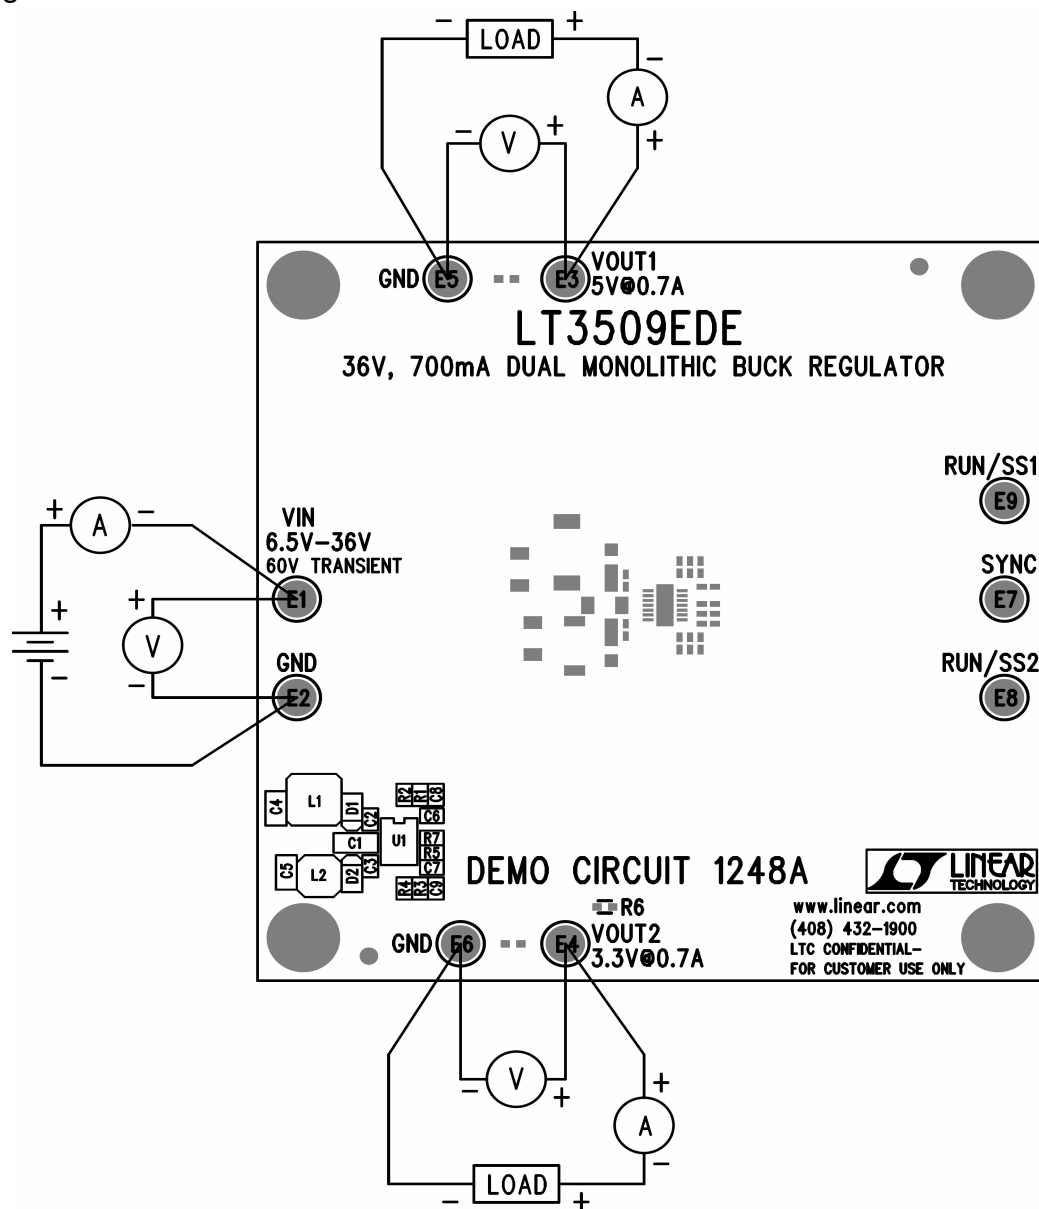 g
- LOAD +
-
A
+
- V +
GND E5 E3 VOUT1
5V@0.7A
LT3509EDE
36V, 700mA DUAL MONOLITHIC BUCK REGULATOR
RUN/SS1
E9
+ A -
VIN
6.5V-36V
60V TRANSIENT
SYNC
E1
E7
+
V
-
+
-
GND
E2
RUN/SS2
E8
C4 L1 D1 C2 R2 R1 C8
C6
C1 U1 R7
R5
C5 L2 D2 C3 C7
R4 R3 C9
DEMO CIRCUIT 1248A
LINEAR
TECHNOLOGY
R6
www.linear.com
(408) 432-1900
LTC CONFIDENTIAL-
FOR CUSTOMER USE ONLY
GND E6 E4 VOUT2
3.3V@0.7A
- V +
+
A
-
- LOAD +